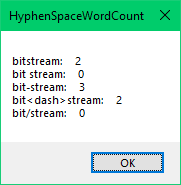 HyphenSpaceWordCount
bitstream: 2
bit stream: 0
bit-stream: 3
bit<dash>stream: 2
bit/stream: 0
OK